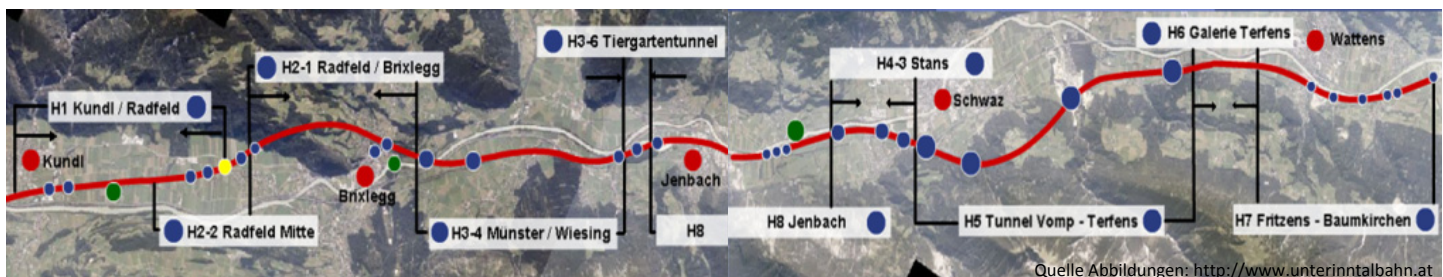 H3-6 Tiergartentunnel
H6 Galerie Terfens
Wattens
H2-1 Radfeld / Brixlegg
H4-3 Stans
H1 Kundl / Radfeld
Schwaz
Kundl
Brixlegg
Jenbach
H2-2 Radfeld Mitte
H3-4 Münster / Wiesing
H8
H8 Jenbach
H5 Tunnel Vomp - Terfens
H7 Fritzens - Baumkirchen
Quelle Abbildungen: http://www.unterinntalbahn.at